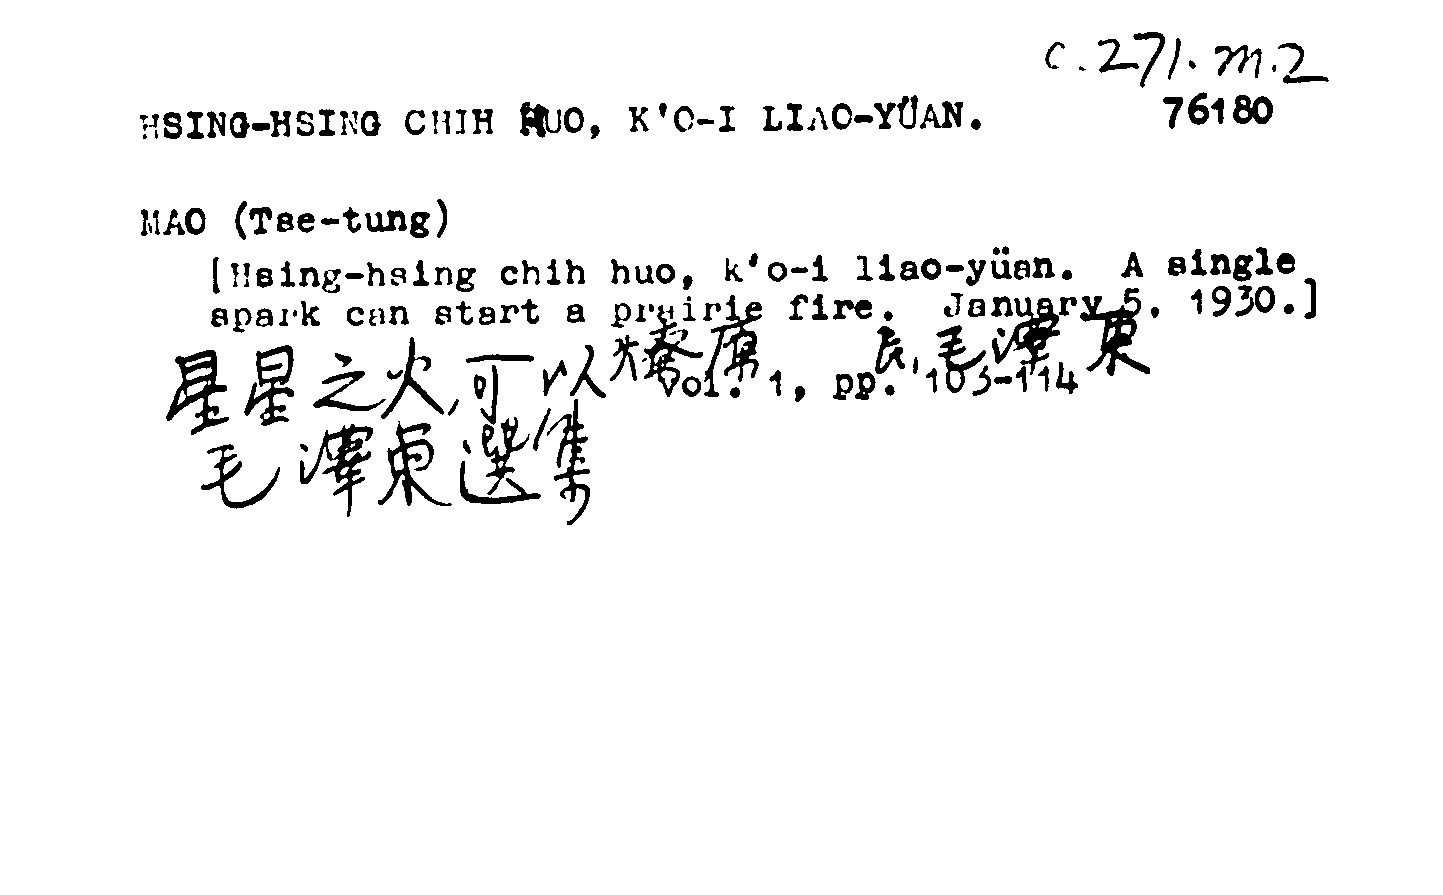 c.271.m.2
HSING-HSING CHIH HUO, K'O-I LIAO-YÜAN. 76180
MAO (Tse-tung)
[Hsing-hsing chih huo, k'o-i liao-yüan. A single
spark can start a prairie fire. January 5. 1930.]
星星之火,可以燎原 毛澤東
Vol. 1, pp. 103-114
毛澤東選集